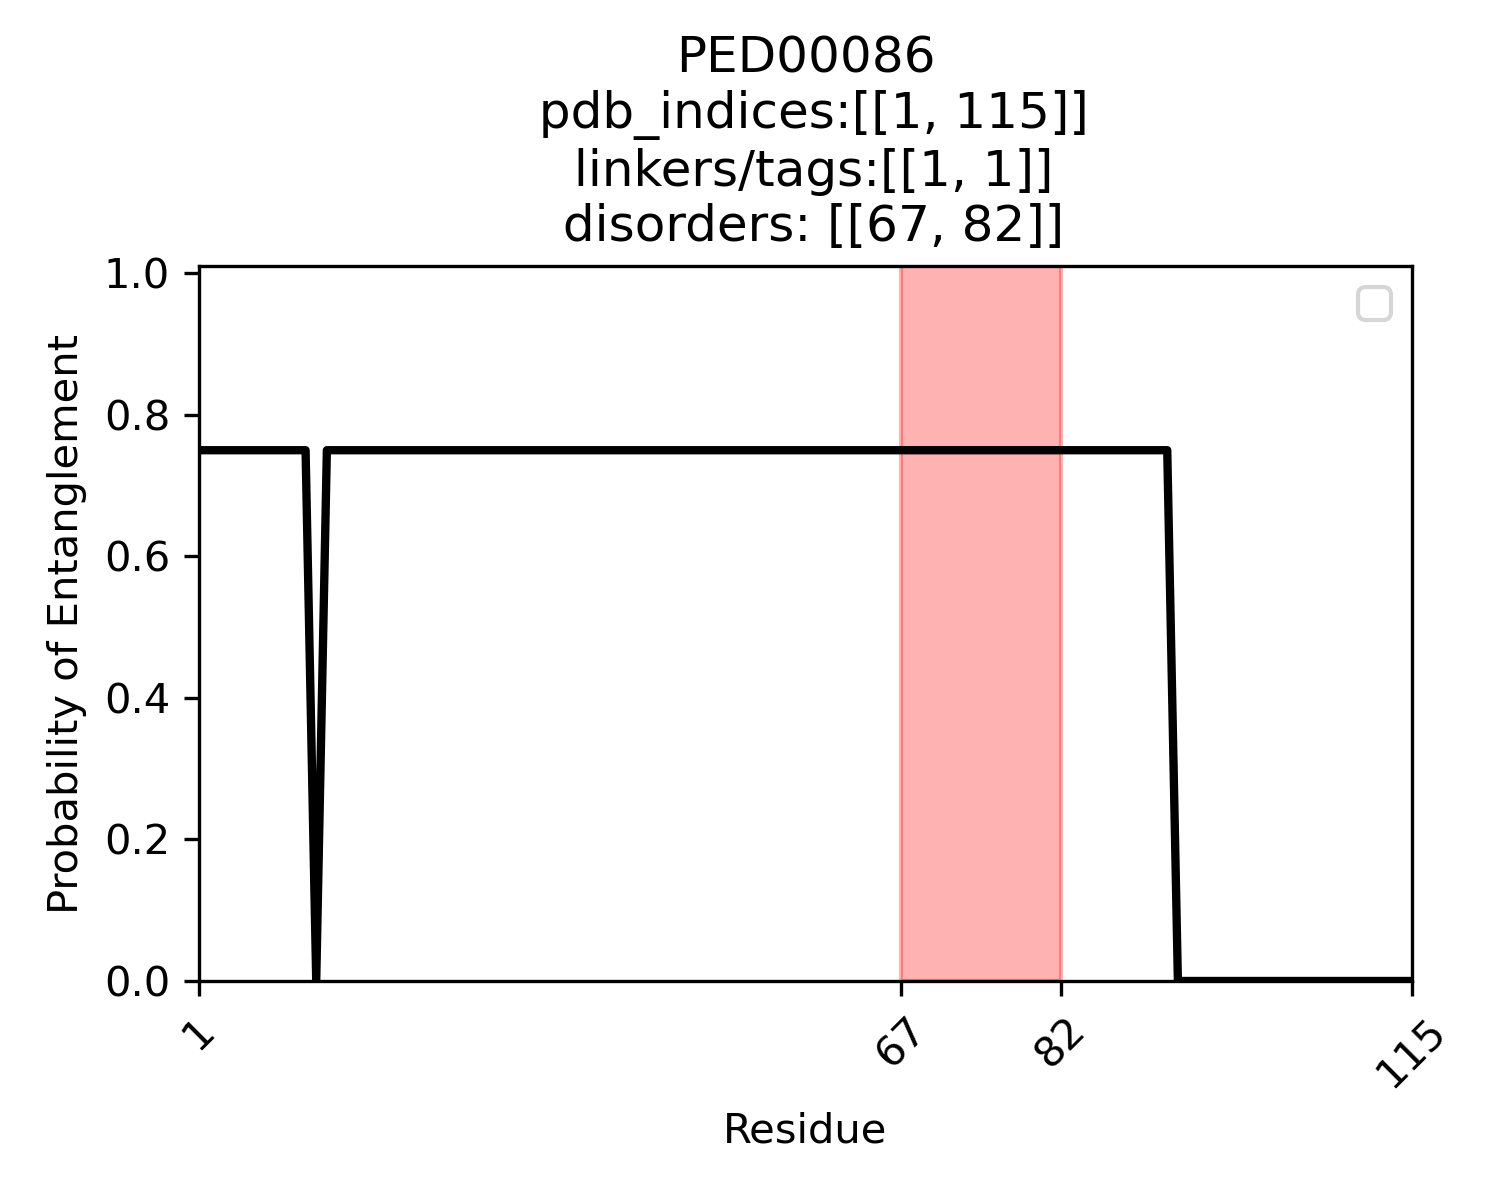 PED00086
pdb_indices:[[1, 115]]
linkers/tags:[[1, 1]]
disorders: [[67, 82]]
1.0
0.8
0.6
0.4
0.2
0.0
Probability of Entanglement
1
67
82
115
Residue